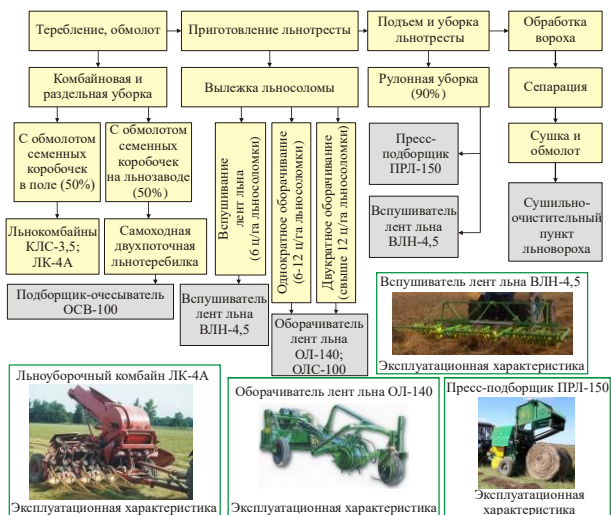 Теребление, обмолот
Приготовление льнотресты
Подъем и уборка
льнотресты
Обработка
вороха
Комбайновая и
раздельная уборка
Вылежка льносоломы
Рулонная уборка
(90%)
Сепарация
С обмолотом
семенных
коробочек
в поле (50%)
С обмолотом
семенных
коробочек
на льнозаводе
(50%)
Вспушивание
лент льна
(6 ц/га льносоломки)
Однократное оборачивание
(6-12 ц/га льносоломки)
Двукратное оборачивание
(свыше 12 ц/га льносоломки)
Пресс-
подборщик
ПРЛ-150
Сушка и
обмолот
Льнокомбайны
КЛС-3,5;
ЛК-4А
Самоходная
двухпоточная
льнотеребилка
Вспушиватель
лент льна
ВЛН-4,5
Сушильно-
очистительный
пункт
льновороха
Подборщик-очесыватель
ОСВ-100
Вспушиватель
лент льна
ВЛН-4,5
Оборачиватель
лент льна
ОЛ-140;
ОЛС-100
Вспушиватель лент льна ВЛН-4,5
Эксплуатационная характеристика
Льноуборочный комбайн ЛК-4А
Эксплуатационная характеристика
Оборачиватель лент льна ОЛ-140
Эксплуатационная характеристика
Пресс-подборщик ПРЛ-150
Эксплуатационная
характеристика